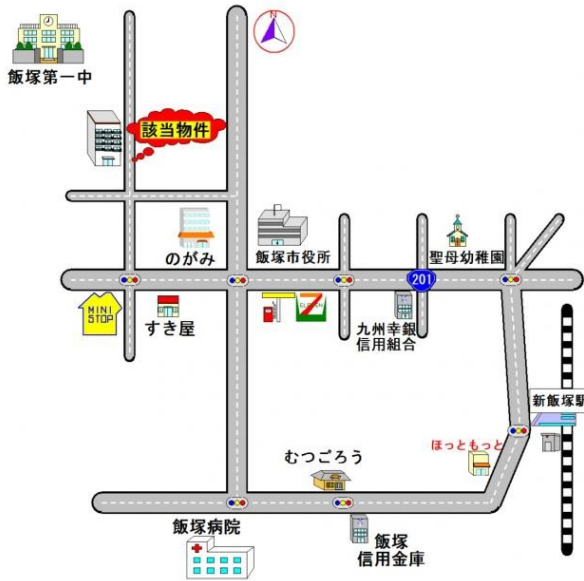 N
飯塚第一中
該当物件
のがみ
飯塚市役所
聖母幼稚園
201
MINI
STOP
すき屋
7
九州幸銀
信用組合
新飯塚駅
ほっともっと
むつごろう
飯塚病院
飯塚
信用金庫